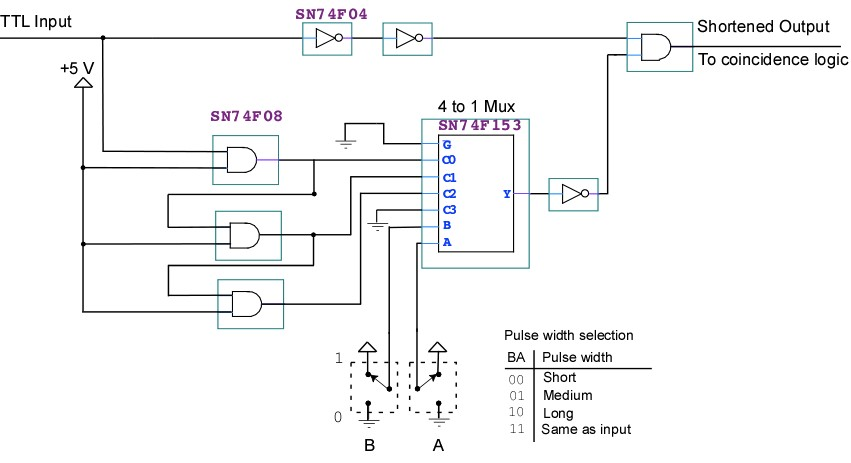 TTL Input
SN74F04
Shortened Output
To coincidence logic
+5 V
SN74F08
4 to 1 Mux
SN74F153
G
C0
C1
C2
C3
B
A
Y
1
0
B
A
Pulse width selection
BA Pulse width
00 Short
01 Medium
10 Long
11 Same as input